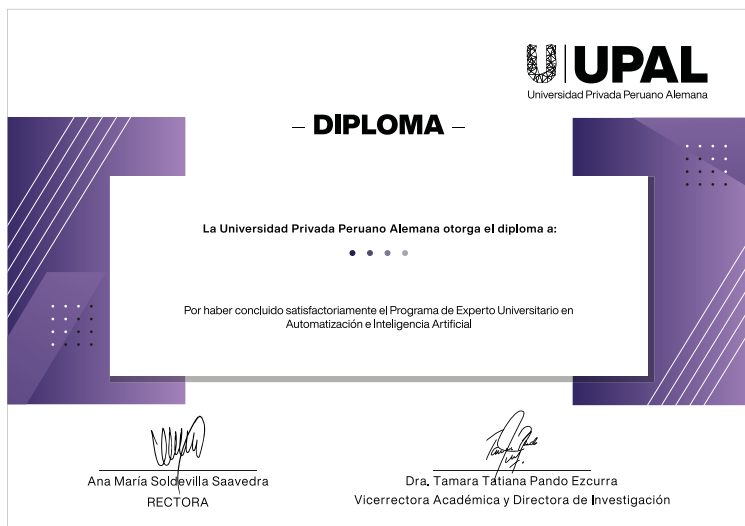 UPAL
Universidad Privada Peruano Alemana
– DIPLOMA –
La Universidad Privada Peruano Alemana otorga el diploma a:
Por haber concluido satisfactoriamente el Programa de Experto Universitario en
Automatización e Inteligencia Artificial
Ana María Soldevilla Saavedra
RECTORA
Dra. Tamara Tatiana Pando Ezcurra
Vicerrectora Académica y Directora de Investigación